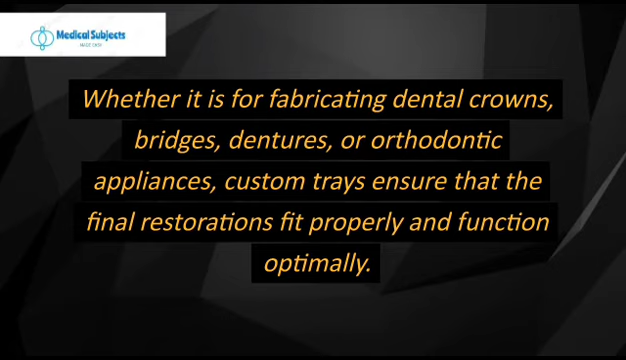 Medical Subjects
MADE EASY
Whether it is for fabricating dental crowns,
bridges, dentures, or orthodontic
appliances, custom trays ensure that the
final restorations fit properly and function
optimally.